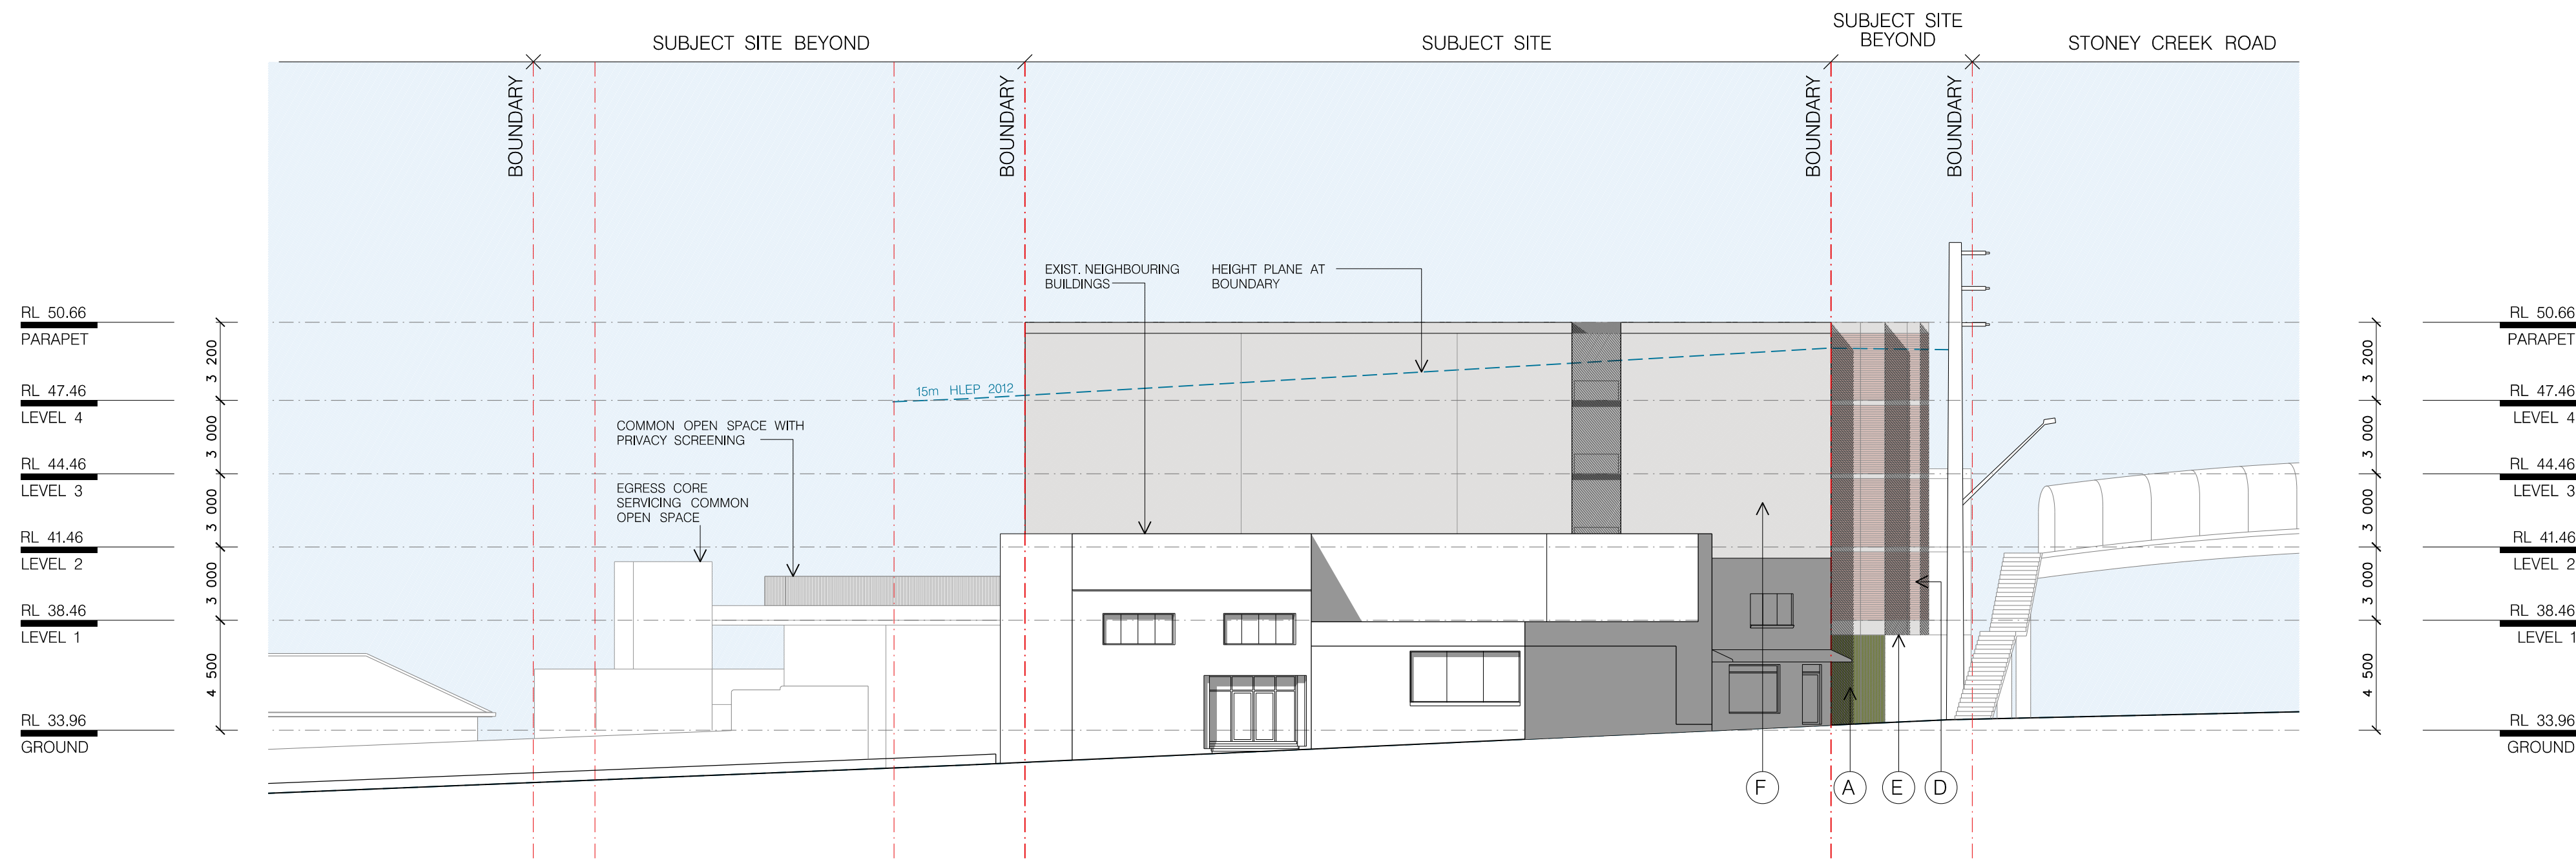 SUBJECT SITE BEYOND
SUBJECT SITE
SUBJECT SITE
BEYOND
STONEY CREEK ROAD
BOUNDARY
BOUNDARY
BOUNDARY
BOUNDARY
EXIST. NEIGHBOURING
BUILDINGS
HEIGHT PLANE AT
BOUNDARY
15m HLEP 2012
COMMON OPEN SPACE WITH
PRIVACY SCREENING
EGRESS CORE
SERVICING COMMON
OPEN SPACE
RL 50.66
PARAPET
RL 47.46
LEVEL 4
RL 44.46
LEVEL 3
RL 41.46
LEVEL 2
RL 38.46
LEVEL 1
RL 33.96
GROUND
3 200
3 000
3 000
3 000
4 500
F
A
E
D
3 200
3 000
3 000
3 000
4 500
RL 50.66
PARAPET
RL 47.46
LEVEL 4
RL 44.46
LEVEL 3
RL 41.46
LEVEL 2
RL 38.46
LEVEL 1
RL 33.96
GROUND